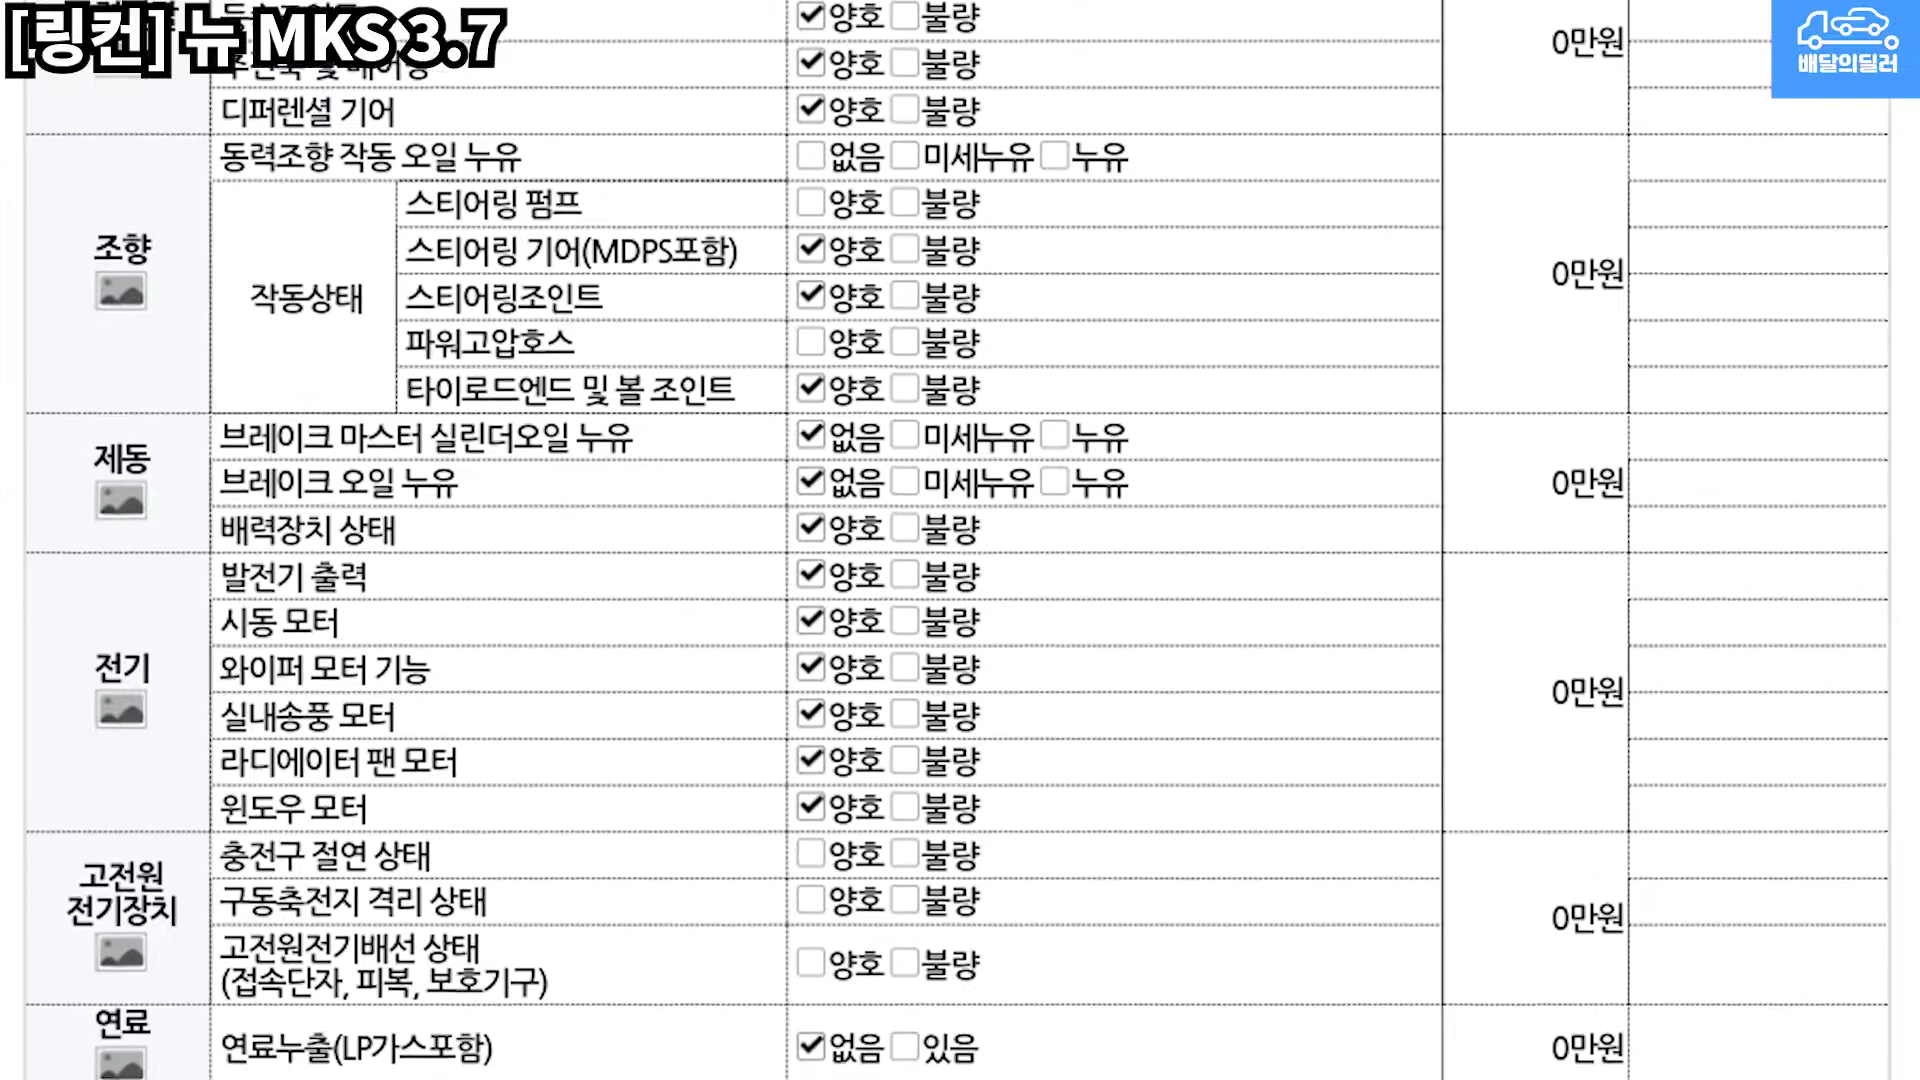 [링컨] 뉴 MKS 3.7
배달의딜러
양호 불량
양호 불량
0만원
디퍼렌셜 기어 양호 불량
조향
동력조향 작동 오일 누유 없음 미세누유 누유
작동상태
스티어링 펌프 양호 불량
스티어링 기어(MDPS포함) 양호 불량
스티어링조인트 양호 불량
파워고압호스 양호 불량
타이로드엔드 및 볼 조인트 양호 불량
0만원
제동
브레이크 마스터 실린더오일 누유 없음 미세누유 누유
브레이크 오일 누유 없음 미세누유 누유
배력장치 상태 양호 불량
0만원
전기
발전기 출력 양호 불량
시동 모터 양호 불량
와이퍼 모터 기능 양호 불량
실내송풍 모터 양호 불량
라디에이터 팬 모터 양호 불량
윈도우 모터 양호 불량
0만원
고전원
전기장치
충전구 절연 상태 양호 불량
구동축전지 격리 상태 양호 불량
고전원전기배선 상태
(접속단자, 피복, 보호기구) 양호 불량
0만원
연료
연료누출(LP가스포함) 없음 있음
0만원